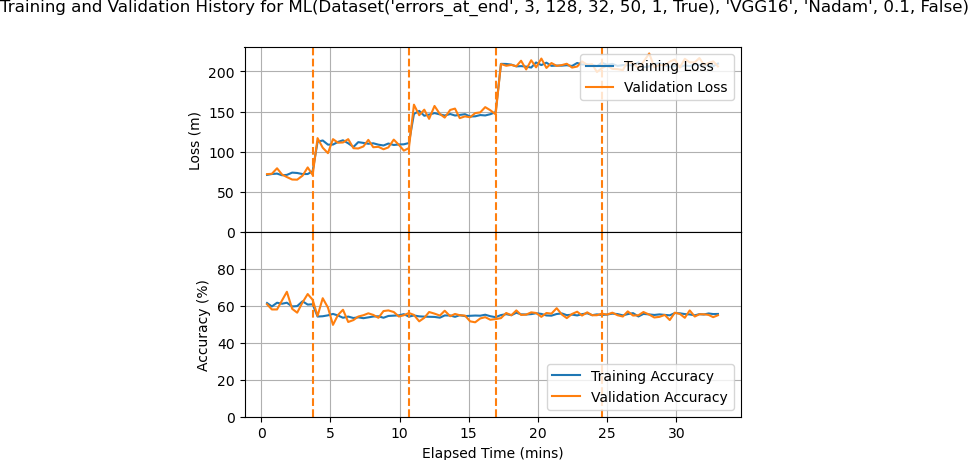 Training and Validation History for ML(Dataset('errors_at_end', 3, 128, 32, 50, 1, True), 'VGG16', 'Nadam', 0.1, False)
200
150
100
50
0
Loss (m)
Training Loss
Validation Loss
80
60
40
20
0
Accuracy (%)
Training Accuracy
Validation Accuracy
0 5 10 15 20 25 30
Elapsed Time (mins)